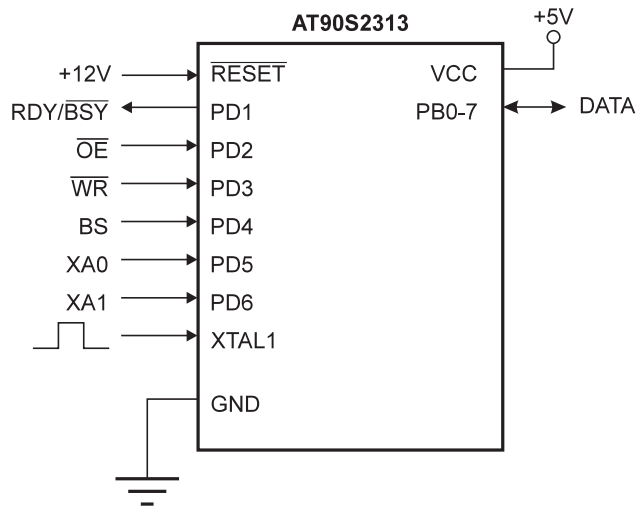 AT90S2313
+5V
+12V RESET VCC
RDY/BSY PD1 PB0-7 DATA
OE PD2
WR PD3
BS PD4
XA0 PD5
XA1 PD6
XTAL1
GND